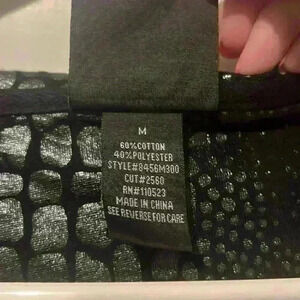 M
60%COTTON
40%POLYESTER
STYLE#8456M300
CUT#2560
RN#110523
MADE IN CHINA
SEE REVERSE FOR CARE